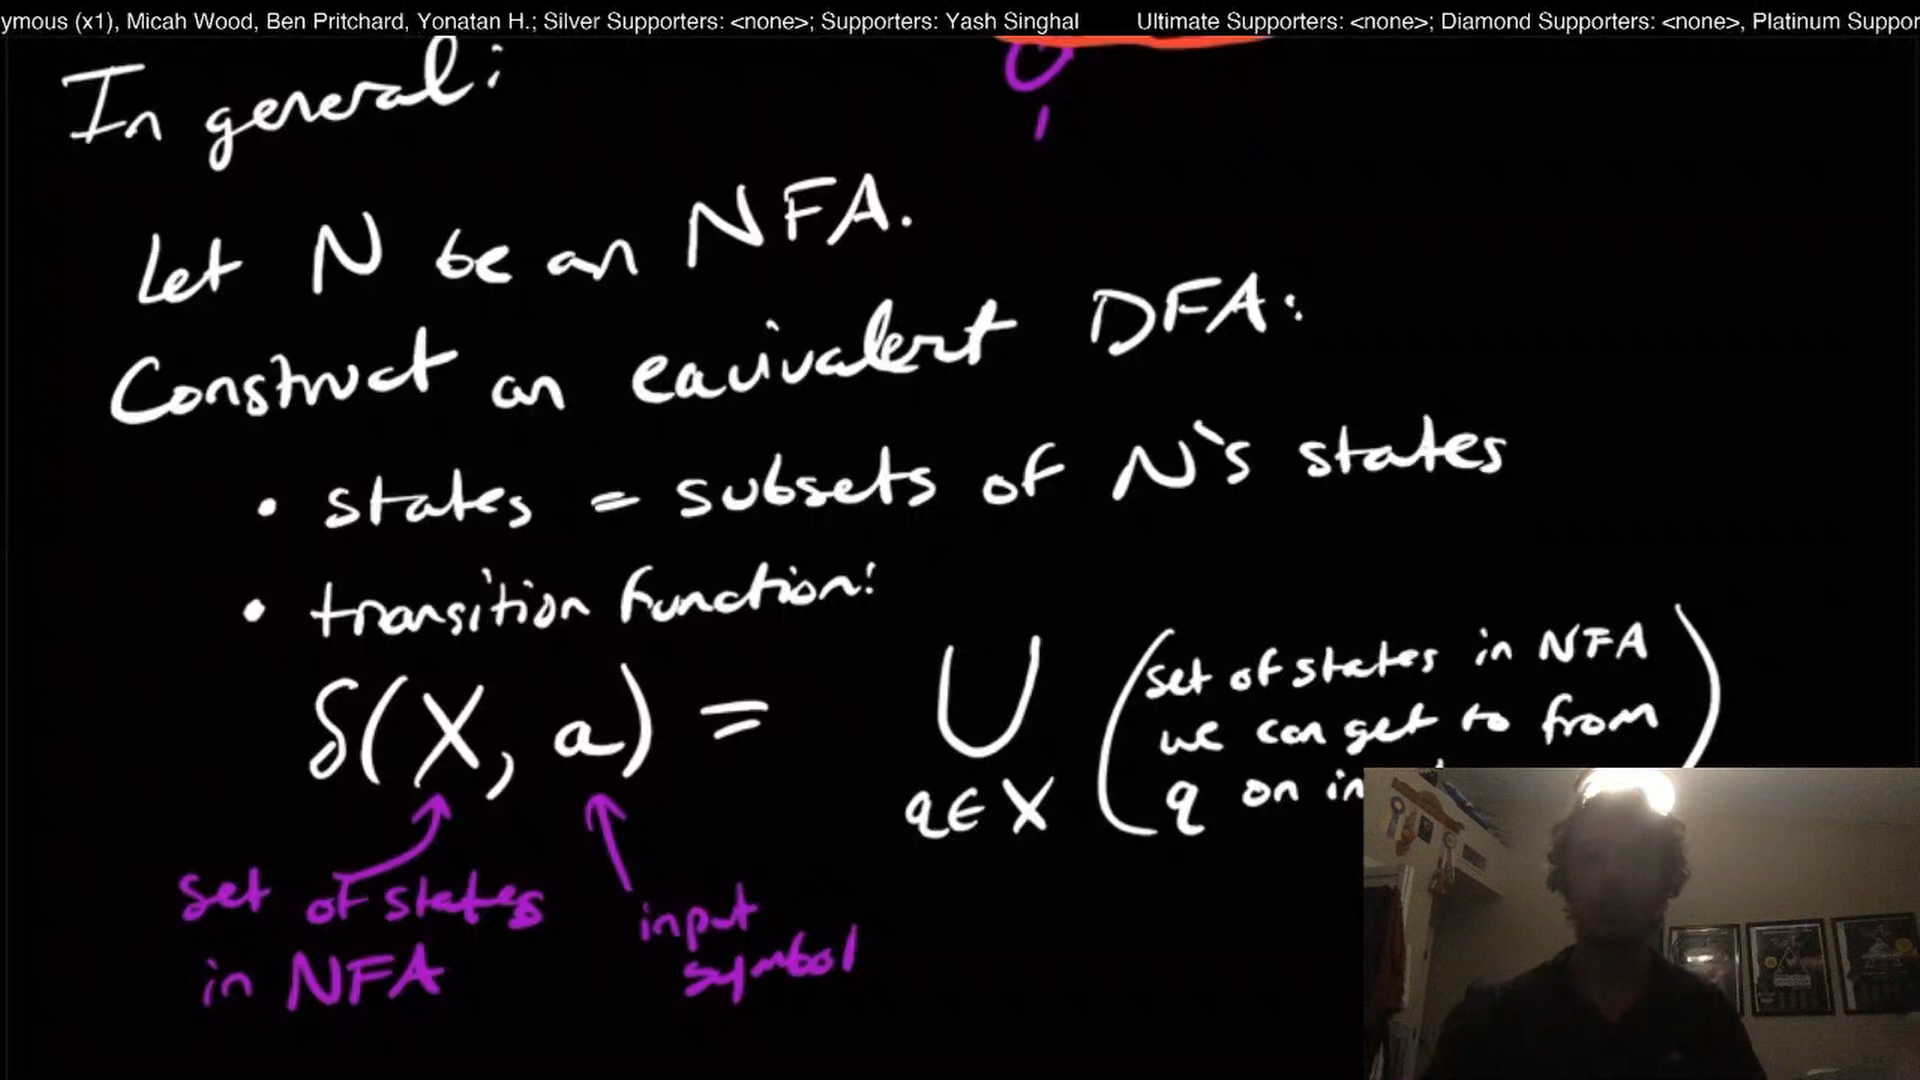 ymous (x1), Micah Wood, Ben Pritchard, Yonatan H.; Silver Supporters: <none>; Supporters: Yash Singhal Ultimate Supporters: <none>; Diamond Supporters: <none>, Platinum Suppor
In general:
Let N be an NFA.
Construct an equivalent DFA:
• states = subsets of N's states
• transition function:
δ(X, a) = ⋃ (set of states in NFA
we can get to from
q on in
q∈X
set of states
in NFA
input
symbol